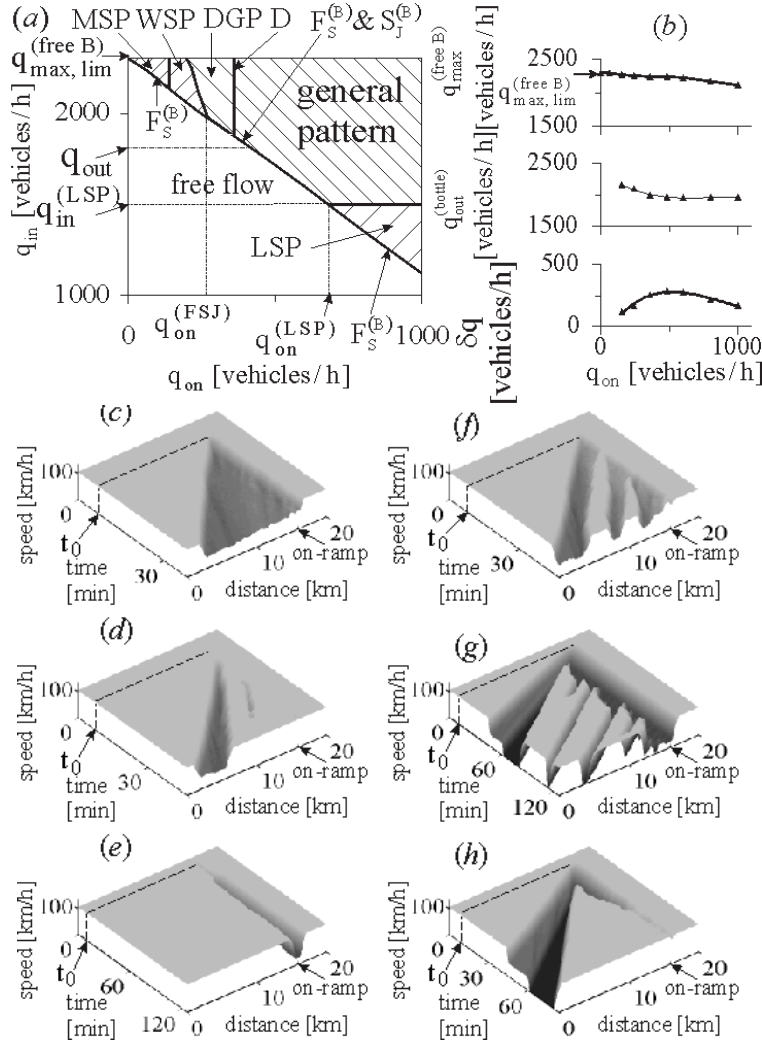 (a) MSP WSP DGP D F_S^(B) & S_J^(B)
q_max, lim^(free B)
F_S^(B)
2000
q_out
q_in^(LSP)
1000
q_in [vehicles/h]
general
pattern
free flow
LSP
0 q_on^(FSJ) q_on^(LSP) F_S^(B) 1000
q_on [vehicles/h]
(b)
q_max^(free B) [vehicles/h]
q_max, lim^(free B)
2500
1500
q_out^(bottle) [vehicles/h]
2500
1500
δq [vehicles/h]
500
0
0 1000
q_on [vehicles/h]
(c)
speed [km/h]
100
0
t_0
time
[min]
30
0
10
20
on-ramp
distance [km]
(f)
speed [km/h]
100
0
t_0
time
[min]
30
0
10
20
on-ramp
distance [km]
(d)
speed [km/h]
100
0
t_0
time
[min]
30
0
10
20
on-ramp
distance [km]
(g)
speed [km/h]
100
0
t_0
time
[min]
60
120
0
10
20
on-ramp
distance [km]
(e)
speed [km/h]
100
0
t_0
time
[min]
60
120
0
10
20
on-ramp
distance [km]
(h)
speed [km/h]
100
0
t_0
30
time
[min]
60
0
10
20
on-ramp
distance [km]